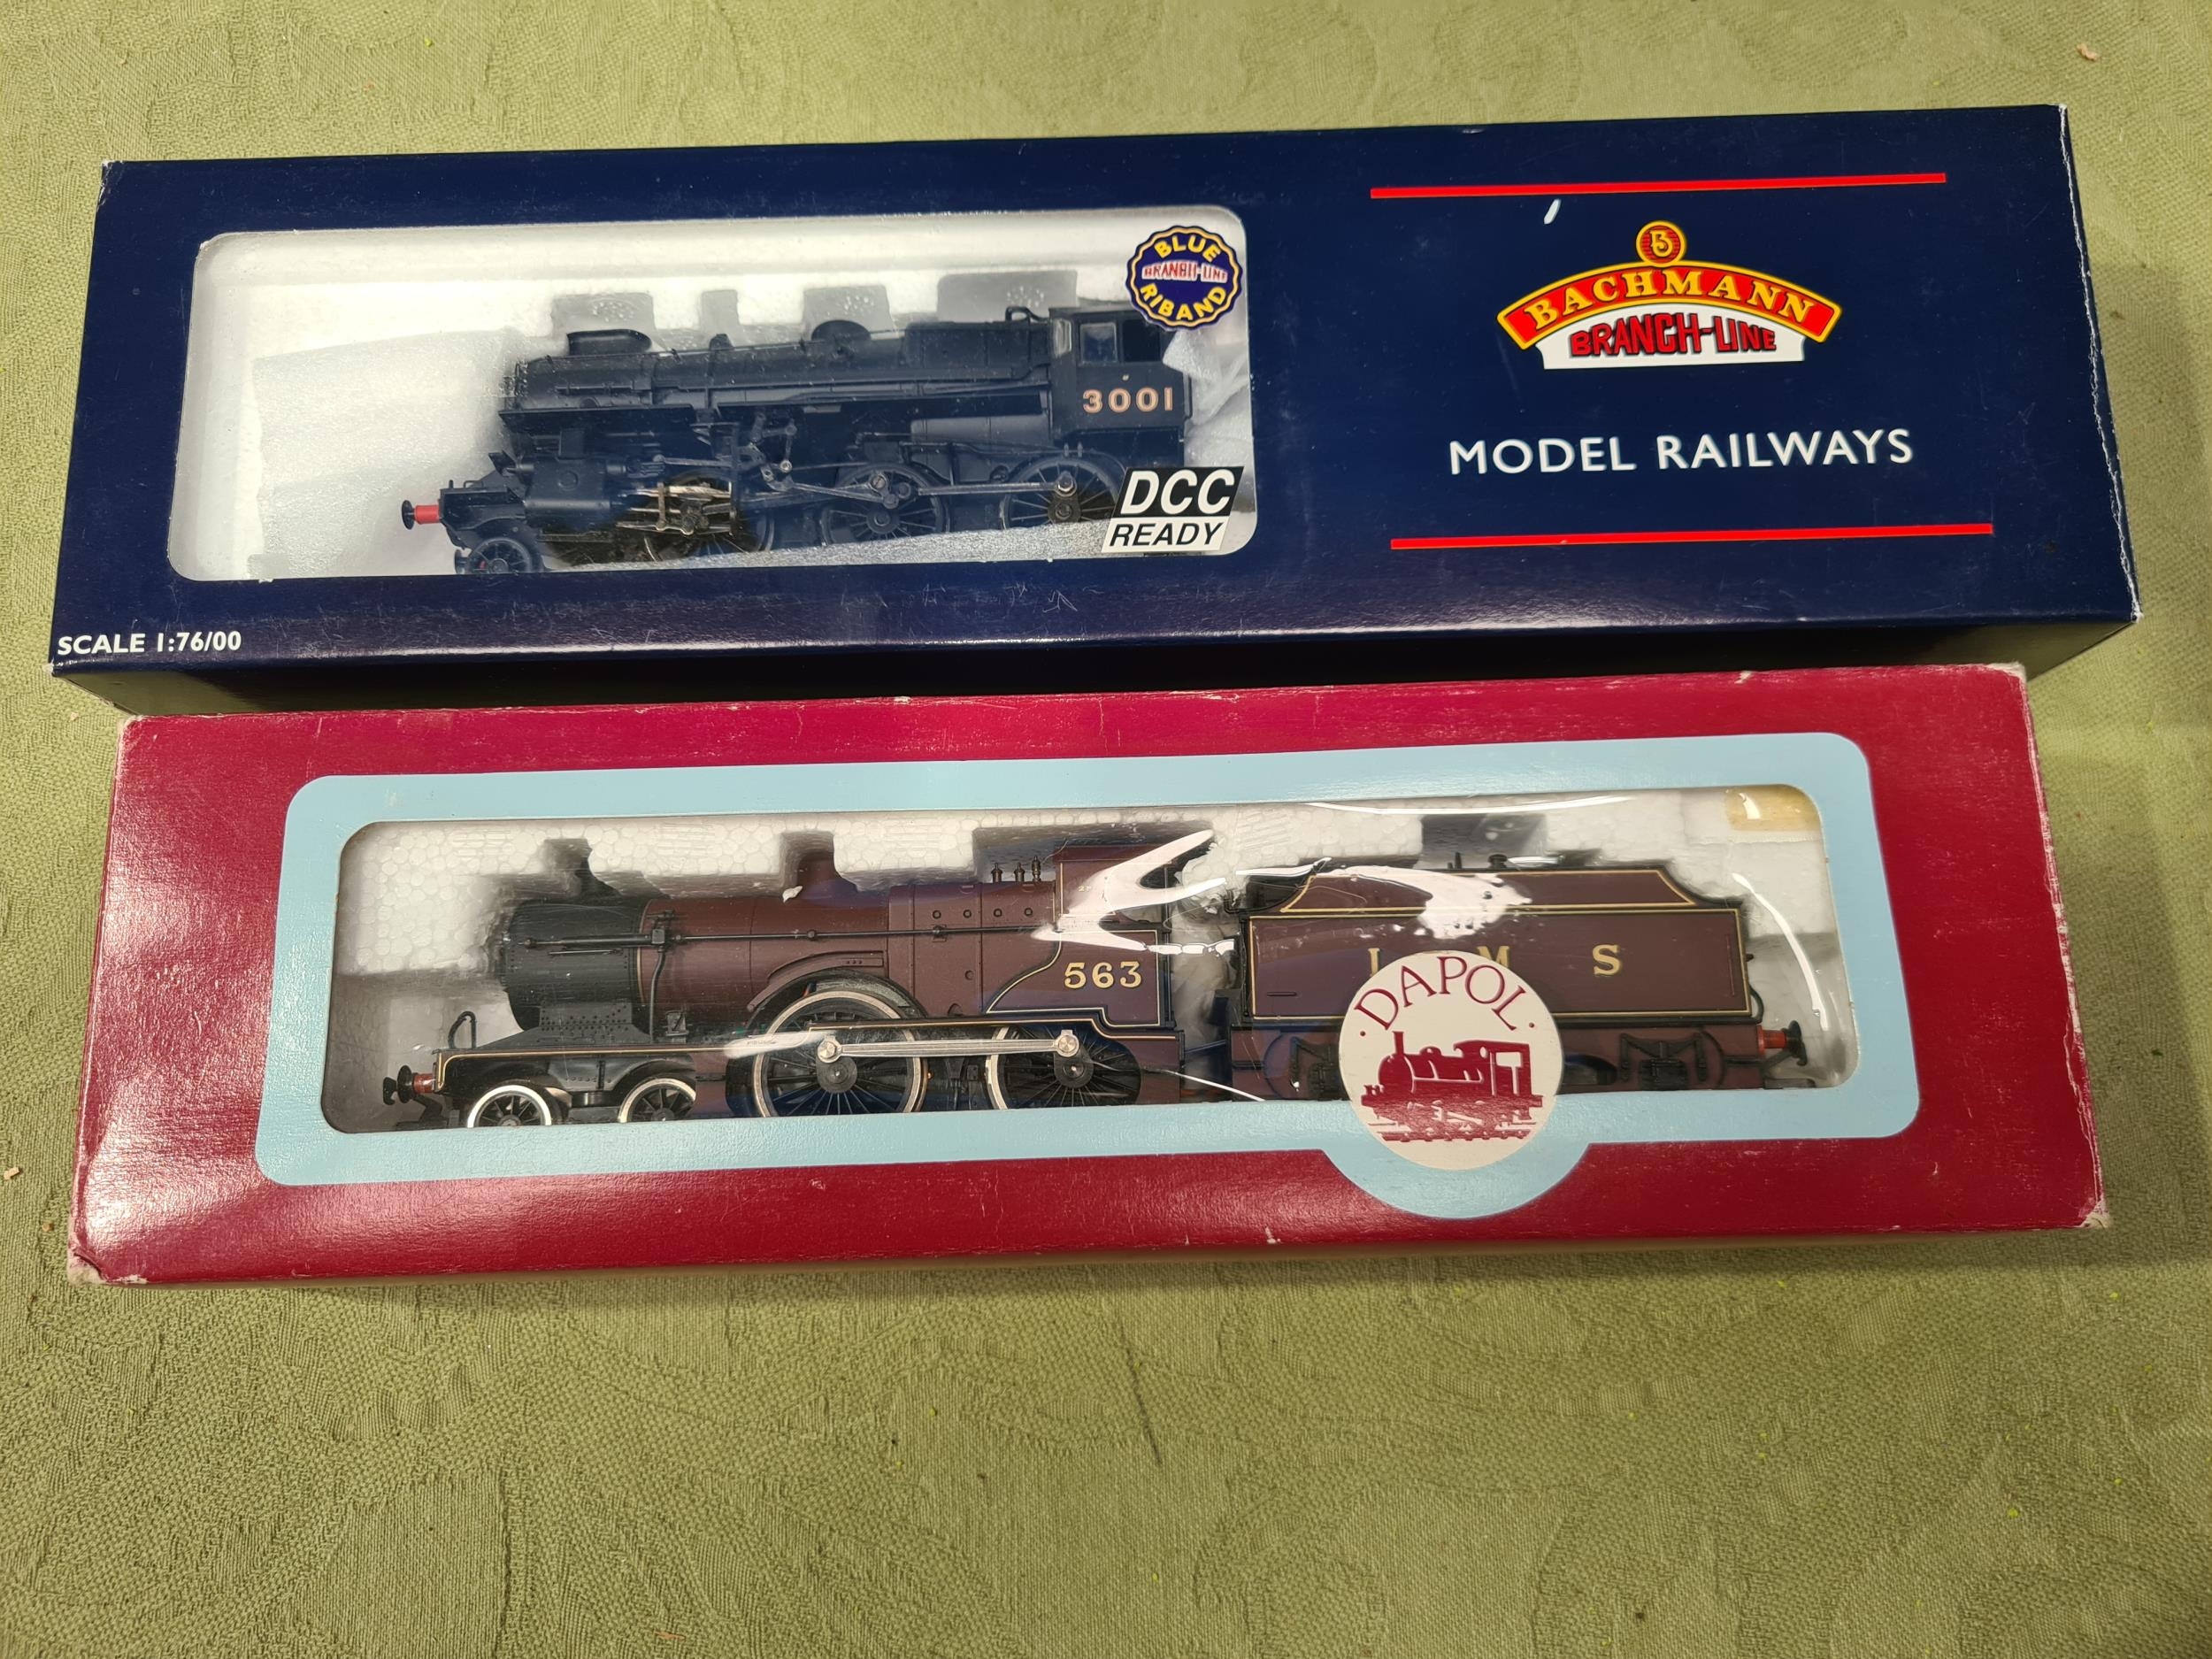 BLUE
BRANCH-LINE
RIBAND
3001
DCC
READY
BACHMANN
BRANCH-LINE
MODEL RAILWAYS
SCALE 1:76/00
563
L M S
DAPOL